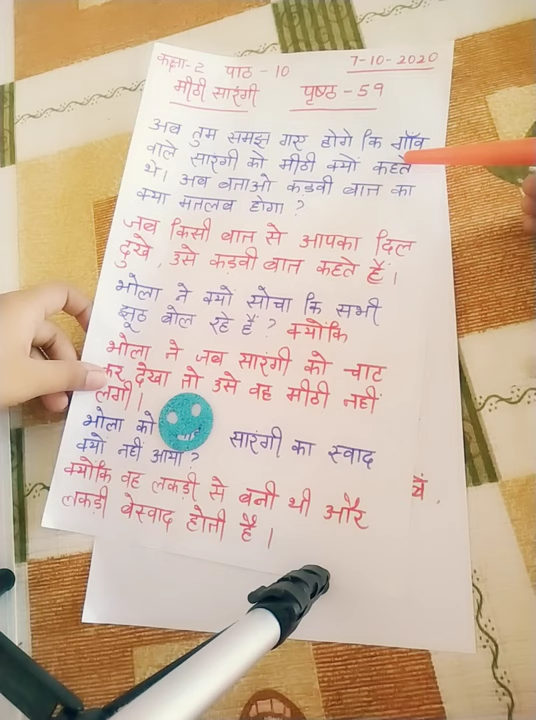 कक्षा-2 पाठ-10 7-10-2020
मीठी सारंगी पृष्ठ-59
अब तुम समझ गए होगे कि गाँव
वाले सारंगी को मीठी क्यों कहते
थे। अब बताओ कडवी बात का
क्या मतलब होगा?
जब किसी बात से आपका दिल
दुखे, उसे कड़वी बात कहते हैं।
भोला ने क्यों सोचा कि सभी
झूठ बोल रहे हैं? क्योंकि
भोला ने जब सारंगी को चाट
कर देखा तो उसे वह मीठी नहीं
लगी।
भोला को सारंगी का स्वाद
क्यों नहीं आया?
क्योंकि वह लकड़ी से बनी थी और
लकड़ी बेस्वाद होती है।